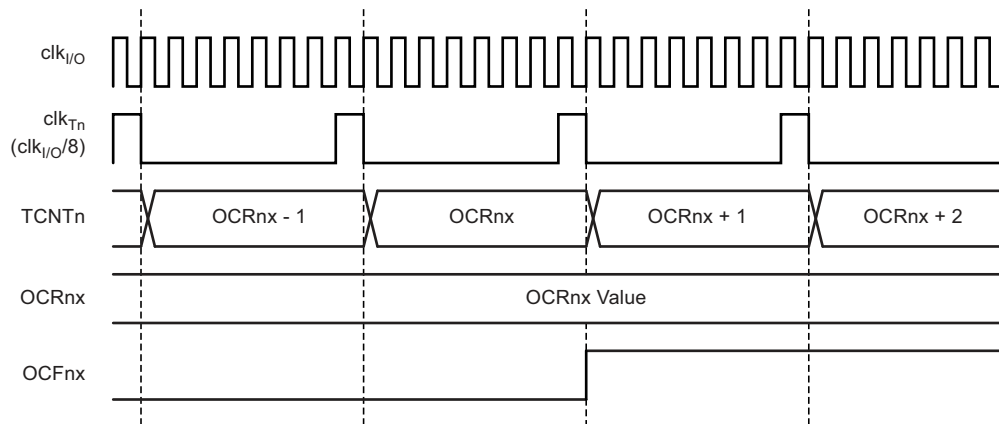 clkI/O
clkTn
(clkI/O/8)
TCNTn
OCRnx - 1
OCRnx
OCRnx + 1
OCRnx + 2
OCRnx
OCRnx Value
OCFnx